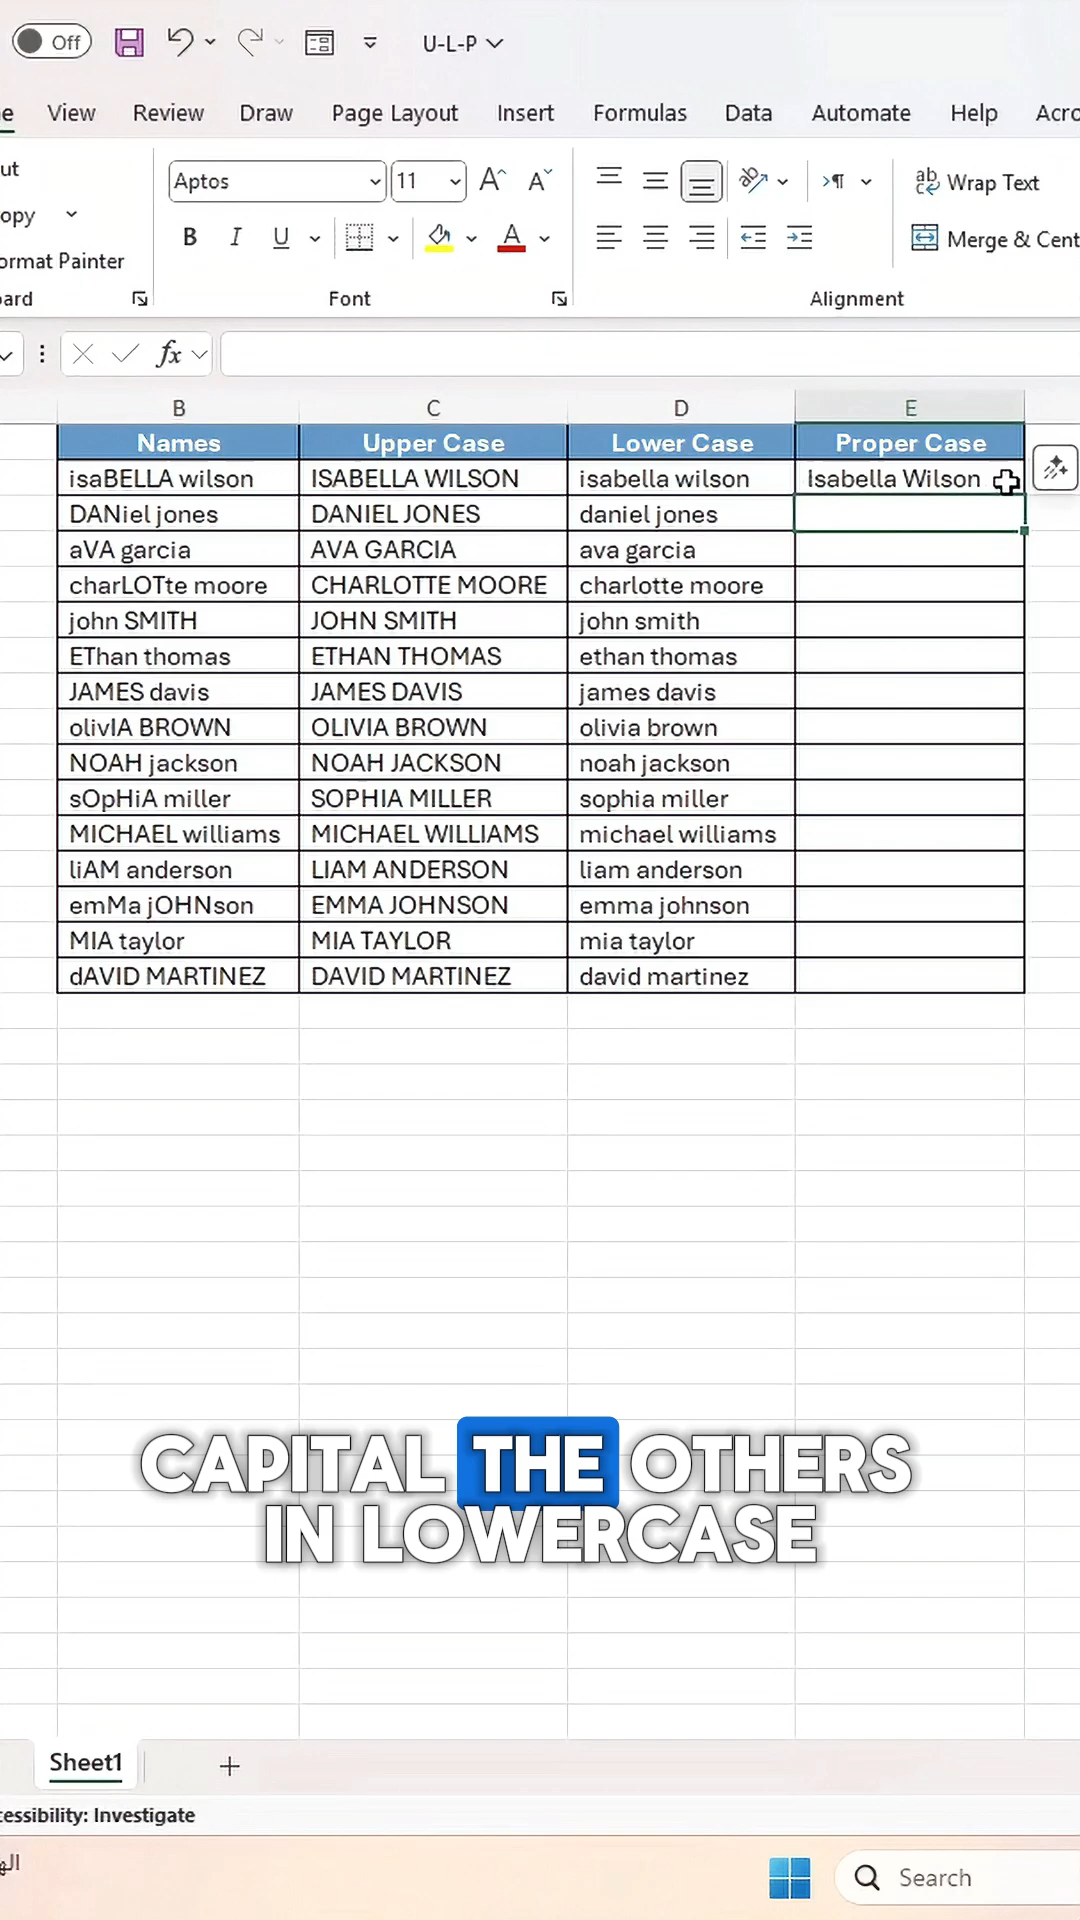 Off U-L-P
e View Review Draw Page Layout Insert Formulas Data Automate Help Acro
ut Aptos 11 Wrap Text
opy B I U A Merge & Cent
ormat Painter
ard Font Alignment
fx
B C D E
Names Upper Case Lower Case Proper Case
isaBELLA wilson ISABELLA WILSON isabella wilson Isabella Wilson
DANiel jones DANIEL JONES daniel jones
aVA garcia AVA GARCIA ava garcia
charLOTte moore CHARLOTTE MOORE charlotte moore
john SMITH JOHN SMITH john smith
EThan thomas ETHAN THOMAS ethan thomas
JAMES davis JAMES DAVIS james davis
olivIA BROWN OLIVIA BROWN olivia brown
NOAH jackson NOAH JACKSON noah jackson
sOpHiA miller SOPHIA MILLER sophia miller
MICHAEL williams MICHAEL WILLIAMS michael williams
liAM anderson LIAM ANDERSON liam anderson
emMa jOHNson EMMA JOHNSON emma johnson
MIA taylor MIA TAYLOR mia taylor
dAVID MARTINEZ DAVID MARTINEZ david martinez
CAPITAL THE OTHERS
IN LOWERCASE
Sheet1
cessibility: Investigate
Search